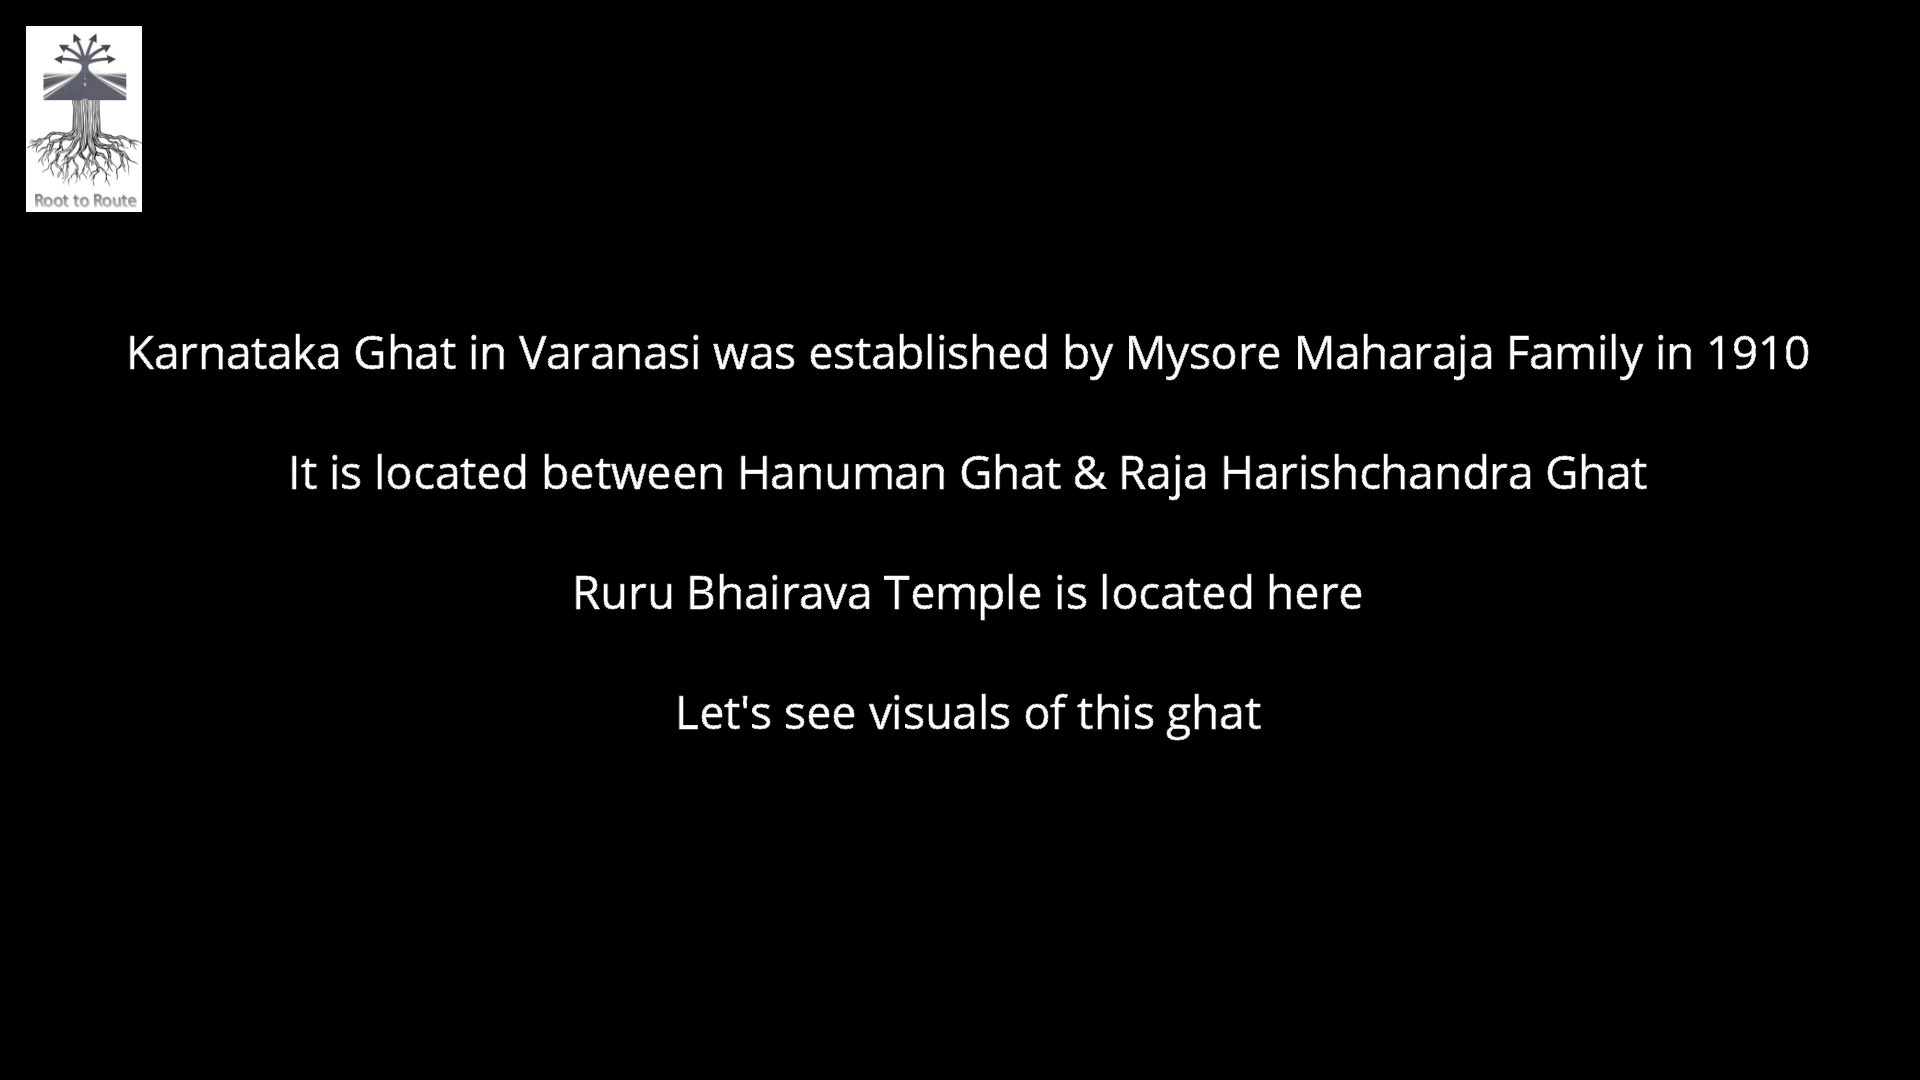 Root to Route
Karnataka Ghat in Varanasi was established by Mysore Maharaja Family in 1910
It is located between Hanuman Ghat & Raja Harishchandra Ghat
Ruru Bhairava Temple is located here
Let's see visuals of this ghat